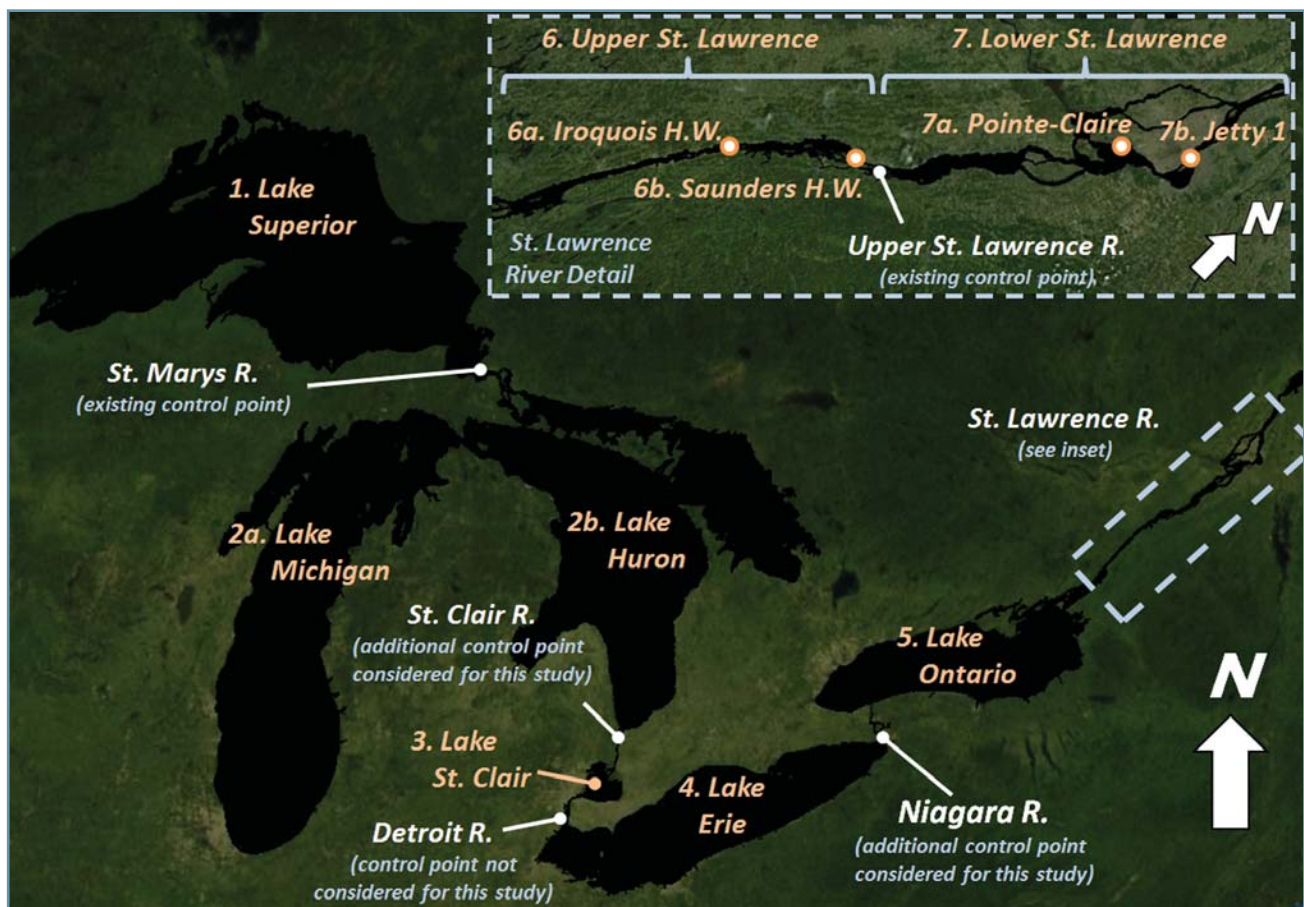 6. Upper St. Lawrence
7. Lower St. Lawrence
6a. Iroquois H.W.
7a. Pointe-Claire
7b. Jetty 1
6b. Saunders H.W.
St. Lawrence
River Detail
Upper St. Lawrence R.
(existing control point)
N
1. Lake
Superior
St. Marys R.
(existing control point)
St. Lawrence R.
(see inset)
2a. Lake
Michigan
2b. Lake
Huron
St. Clair R.
(additional control point
considered for this study)
5. Lake
Ontario
N
3. Lake
St. Clair
4. Lake
Erie
Detroit R.
(control point not
considered for this study)
Niagara R.
(additional control point
considered for this study)